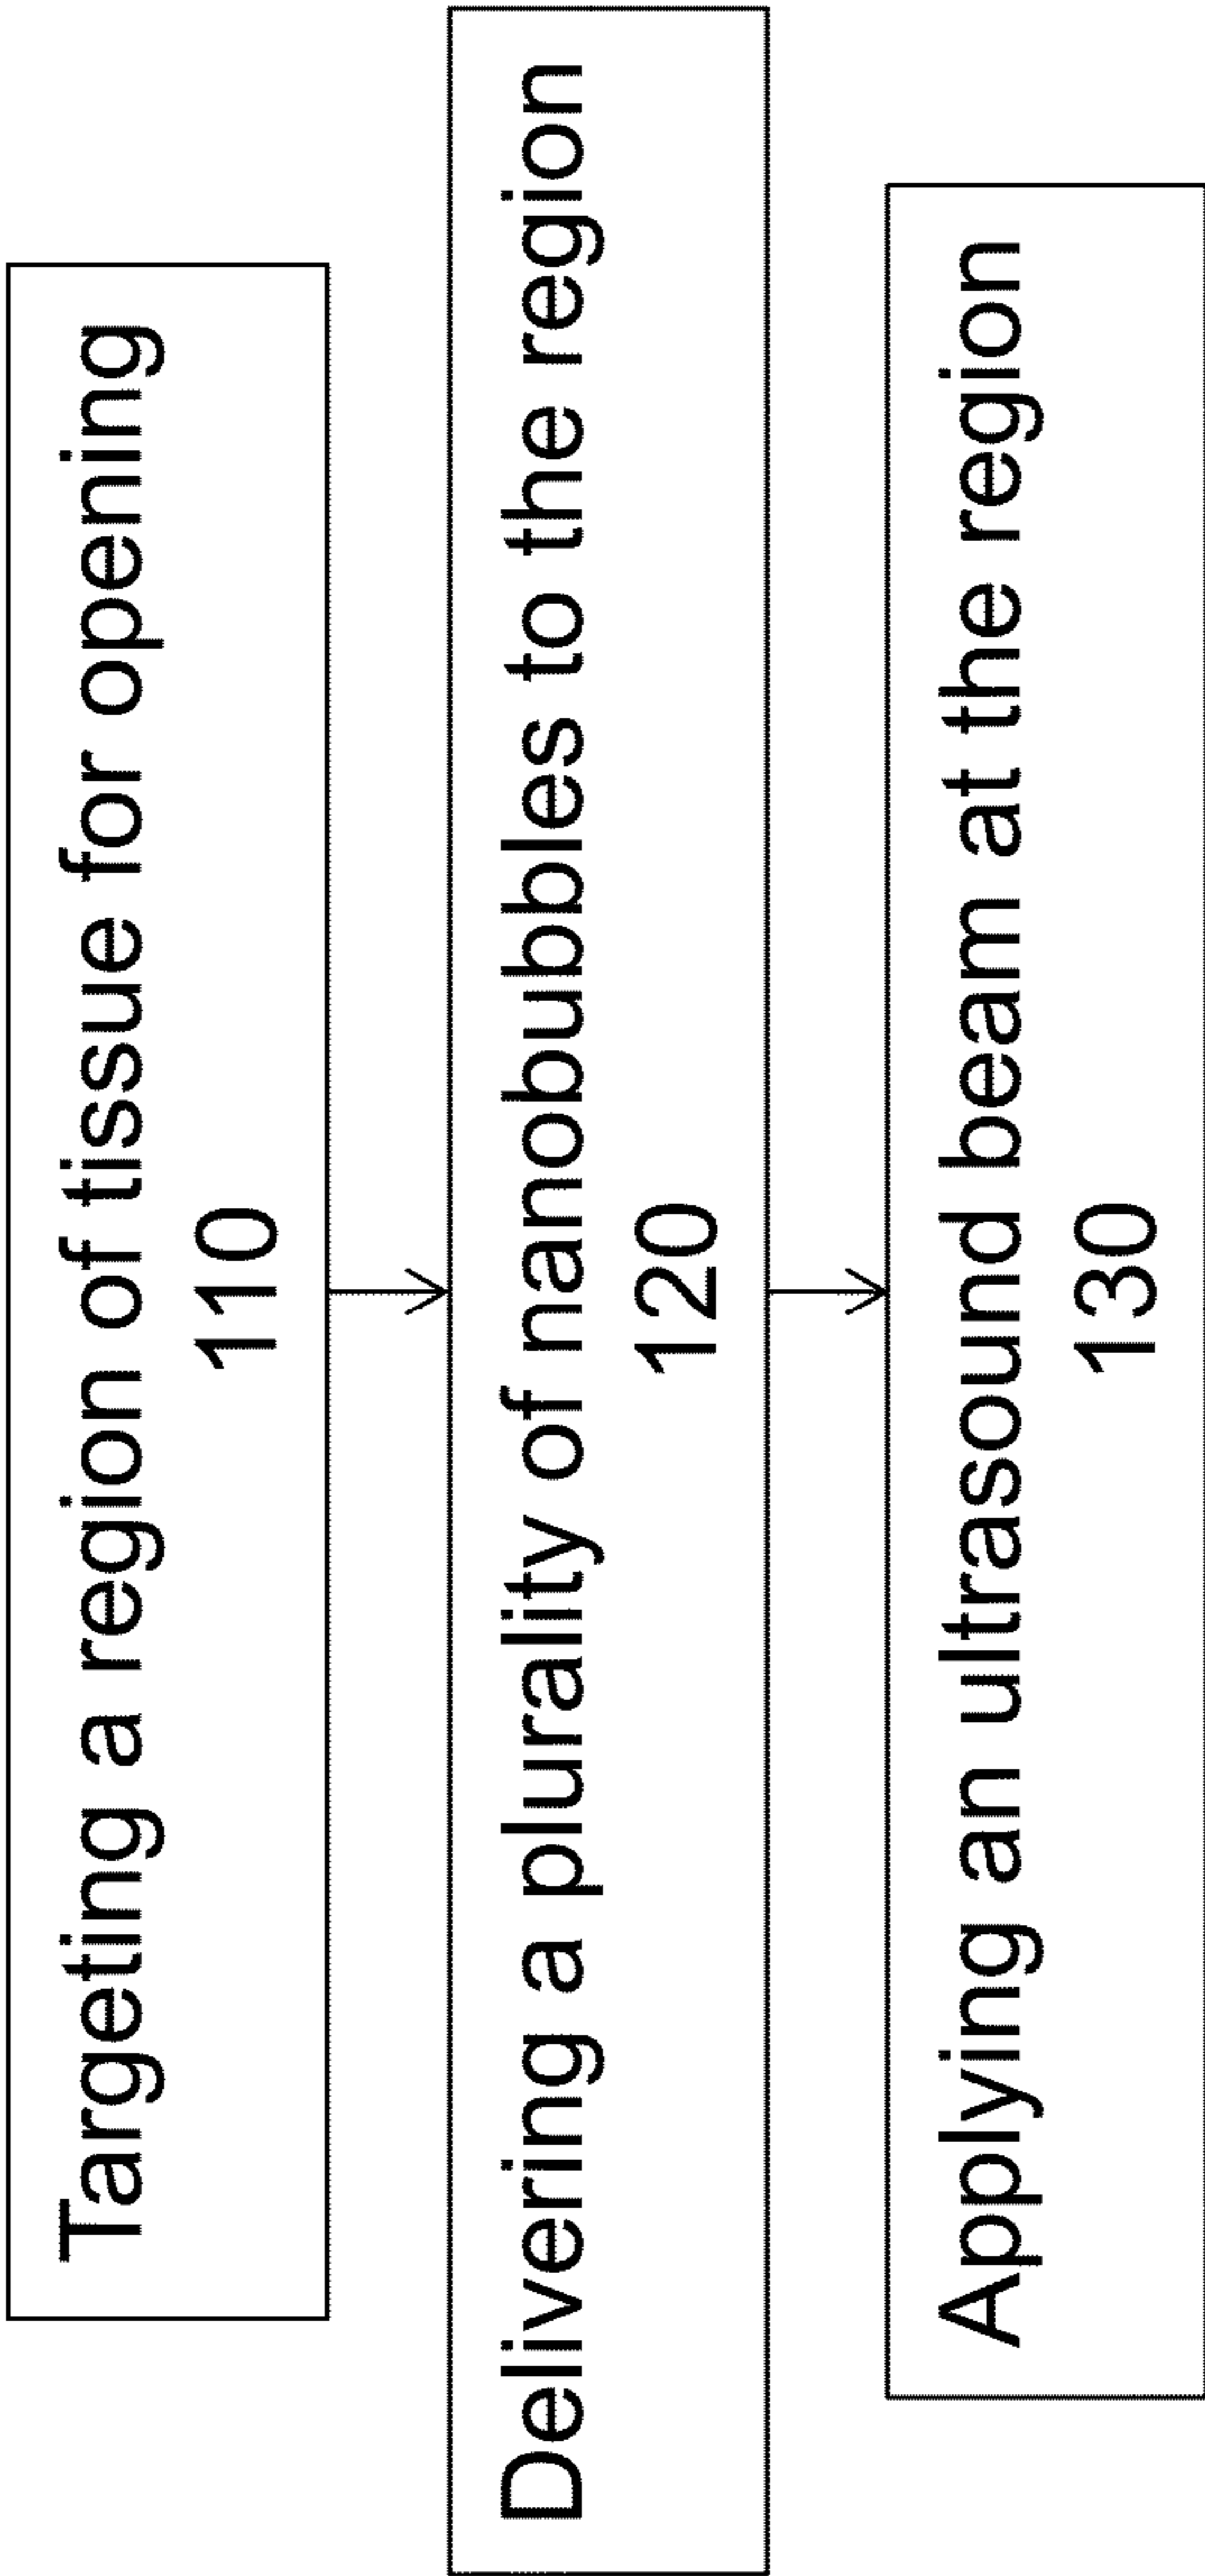 Targeting a region of tissue for opening
110
Delivering a plurality of nanobubbles to the region
120
Applying an ultrasound beam at the region
130